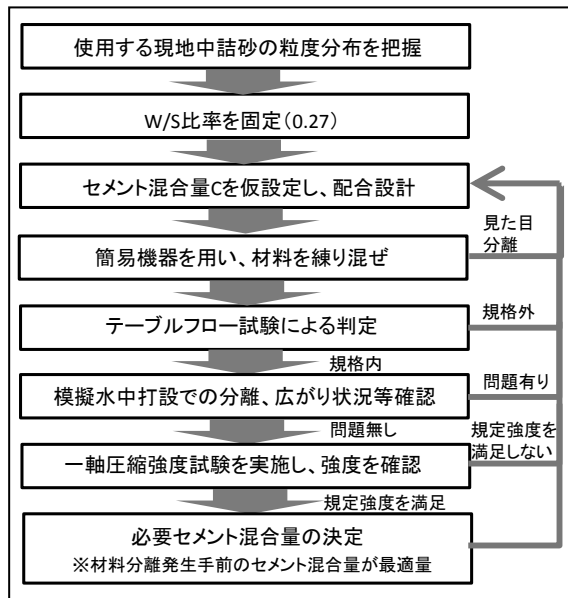 使用する現地中詰砂の粒度分布を把握
W/S比率を固定(0.27)
セメント混合量Cを仮設定し、配合設計
見た目
分離
簡易機器を用い、材料を練り混ぜ
規格外
テーブルフロー試験による判定
規格内
問題有り
模擬水中打設での分離、広がり状況等確認
問題無し
規定強度を
満足しない
一軸圧縮強度試験を実施し、強度を確認
規定強度を満足
必要セメント混合量の決定
※材料分離発生手前のセメント混合量が最適量